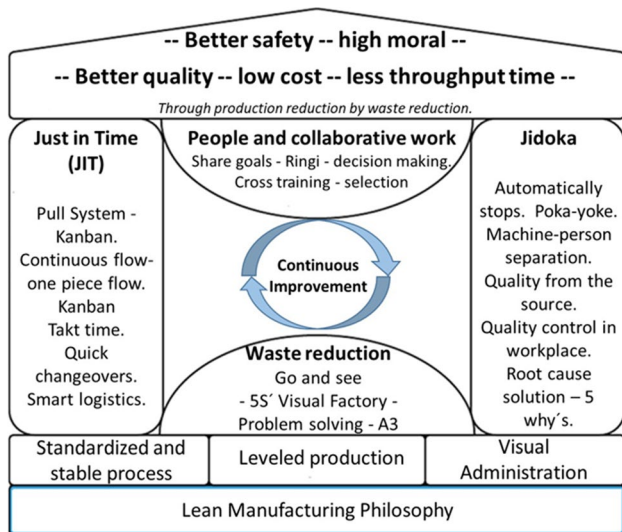 -- Better safety -- high moral --
-- Better quality -- low cost -- less throughput time --
Through production reduction by waste reduction.
Just in Time
(JIT)
Pull System -
Kanban.
Continuous flow-
one piece flow.
Kanban
Takt time.
Quick
changeovers.
Smart logistics.
People and collaborative work
Share goals - Ringi - decision making.
Cross training - selection
Continuous
Improvement
Waste reduction
Go and see
- 5S´ Visual Factory -
Problem solving - A3
Jidoka
Automatically
stops. Poka-yoke.
Machine-person
separation.
Quality from the
source.
Quality control in
workplace.
Root cause
solution – 5
why´s.
Standardized and
stable process
Leveled production
Visual
Administration
Lean Manufacturing Philosophy